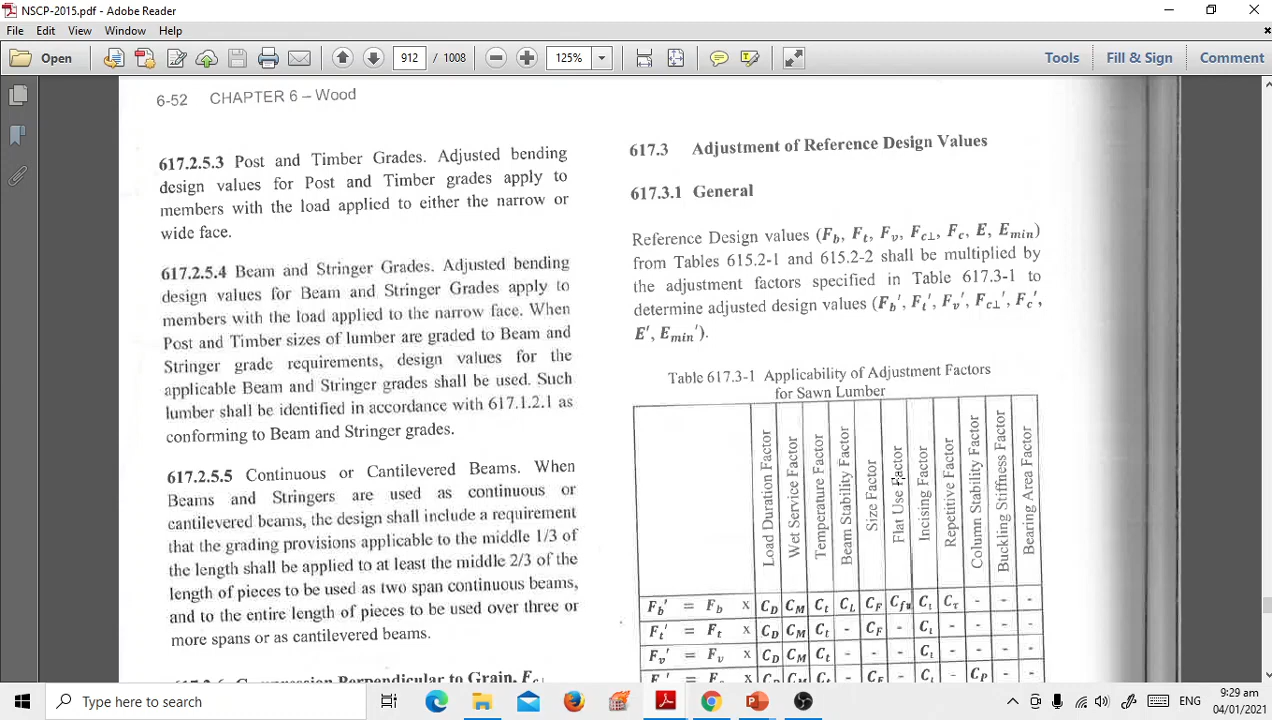 NSCP-2015.pdf - Adobe Reader
File Edit View Window Help
Open 912 / 1008 125% Tools Fill & Sign Comment
6-52 CHAPTER 6 – Wood
617.2.5.3 Post and Timber Grades. Adjusted bending
design values for Post and Timber grades apply to
members with the load applied to either the narrow or
wide face.
617.2.5.4 Beam and Stringer Grades. Adjusted bending
design values for Beam and Stringer Grades apply to
members with the load applied to the narrow face. When
Post and Timber sizes of lumber are graded to Beam and
Stringer grade requirements, design values for the
applicable Beam and Stringer grades shall be used. Such
lumber shall be identified in accordance with 617.1.2.1 as
conforming to Beam and Stringer grades.
617.2.5.5 Continuous or Cantilevered Beams. When
Beams and Stringers are used as continuous or
cantilevered beams, the design shall include a requirement
that the grading provisions applicable to the middle 1/3 of
the length shall be applied to at least the middle 2/3 of the
length of pieces to be used as two span continuous beams,
and to the entire length of pieces to be used over three or
more spans or as cantilevered beams.
Perpendicular to Grain,
617.3 Adjustment of Reference Design Values
617.3.1 General
Reference Design values (Fb, Ft, Fv, Fc⊥, Fc, E, Emin)
from Tables 615.2-1 and 615.2-2 shall be multiplied by
the adjustment factors specified in Table 617.3-1 to
determine adjusted design values (Fb', Ft', Fv', Fc⊥', Fc',
E', Emin').
Table 617.3-1 Applicability of Adjustment Factors
for Sawn Lumber
Load Duration Factor
Wet Service Factor
Temperature Factor
Beam Stability Factor
Size Factor
Flat Use Factor
Incising Factor
Repetitive Factor
Column Stability Factor
Buckling Stiffness Factor
Bearing Area Factor
Fb' = Fb x CD CM Ct CL CF Cfu Ci Cr - - -
Ft' = Ft x CD CM Ct - CF - Ci - - - -
Fv' = Fv x CD CM Ct - - - Ci - - - -
Type here to search
ENG
9:29 am
04/01/2021